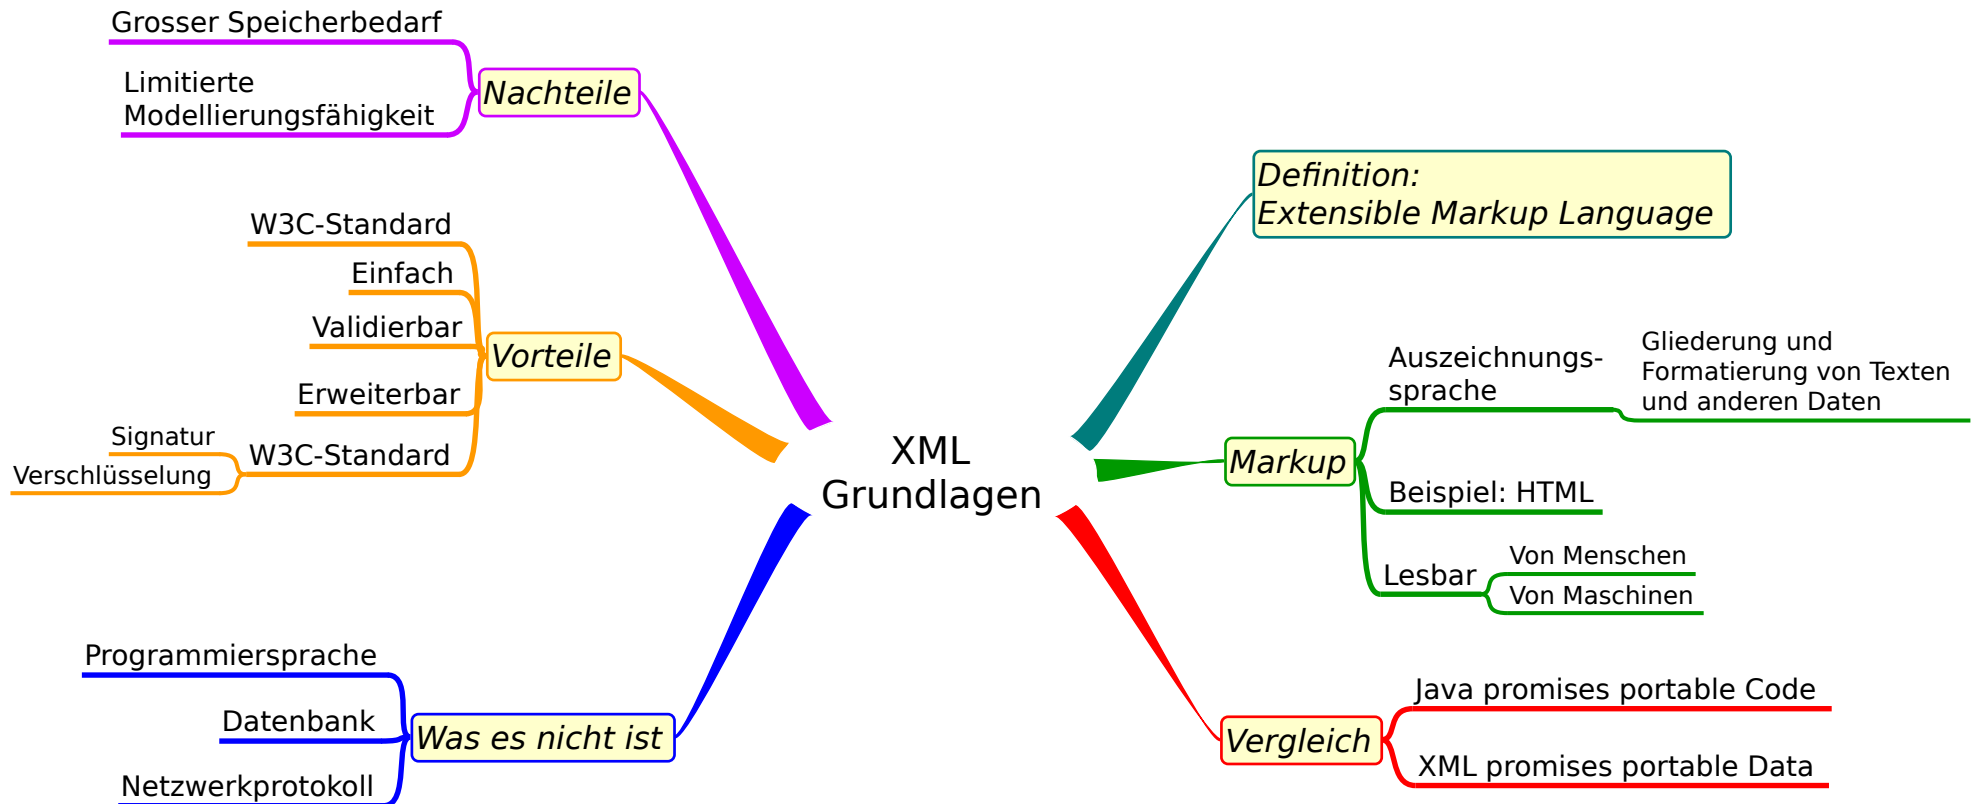 XML
Grundlagen
Definition:
Extensible Markup Language
Markup
Auszeichnungs-
sprache
Gliederung und
Formatierung von Texten
und anderen Daten
Beispiel: HTML
Lesbar
Von Menschen
Von Maschinen
Vergleich
Java promises portable Code
XML promises portable Data
Nachteile
Grosser Speicherbedarf
Limitierte
Modellierungsfähigkeit
Vorteile
W3C-Standard
Einfach
Validierbar
Erweiterbar
W3C-Standard
Signatur
Verschlüsselung
Was es nicht ist
Programmiersprache
Datenbank
Netzwerkprotokoll